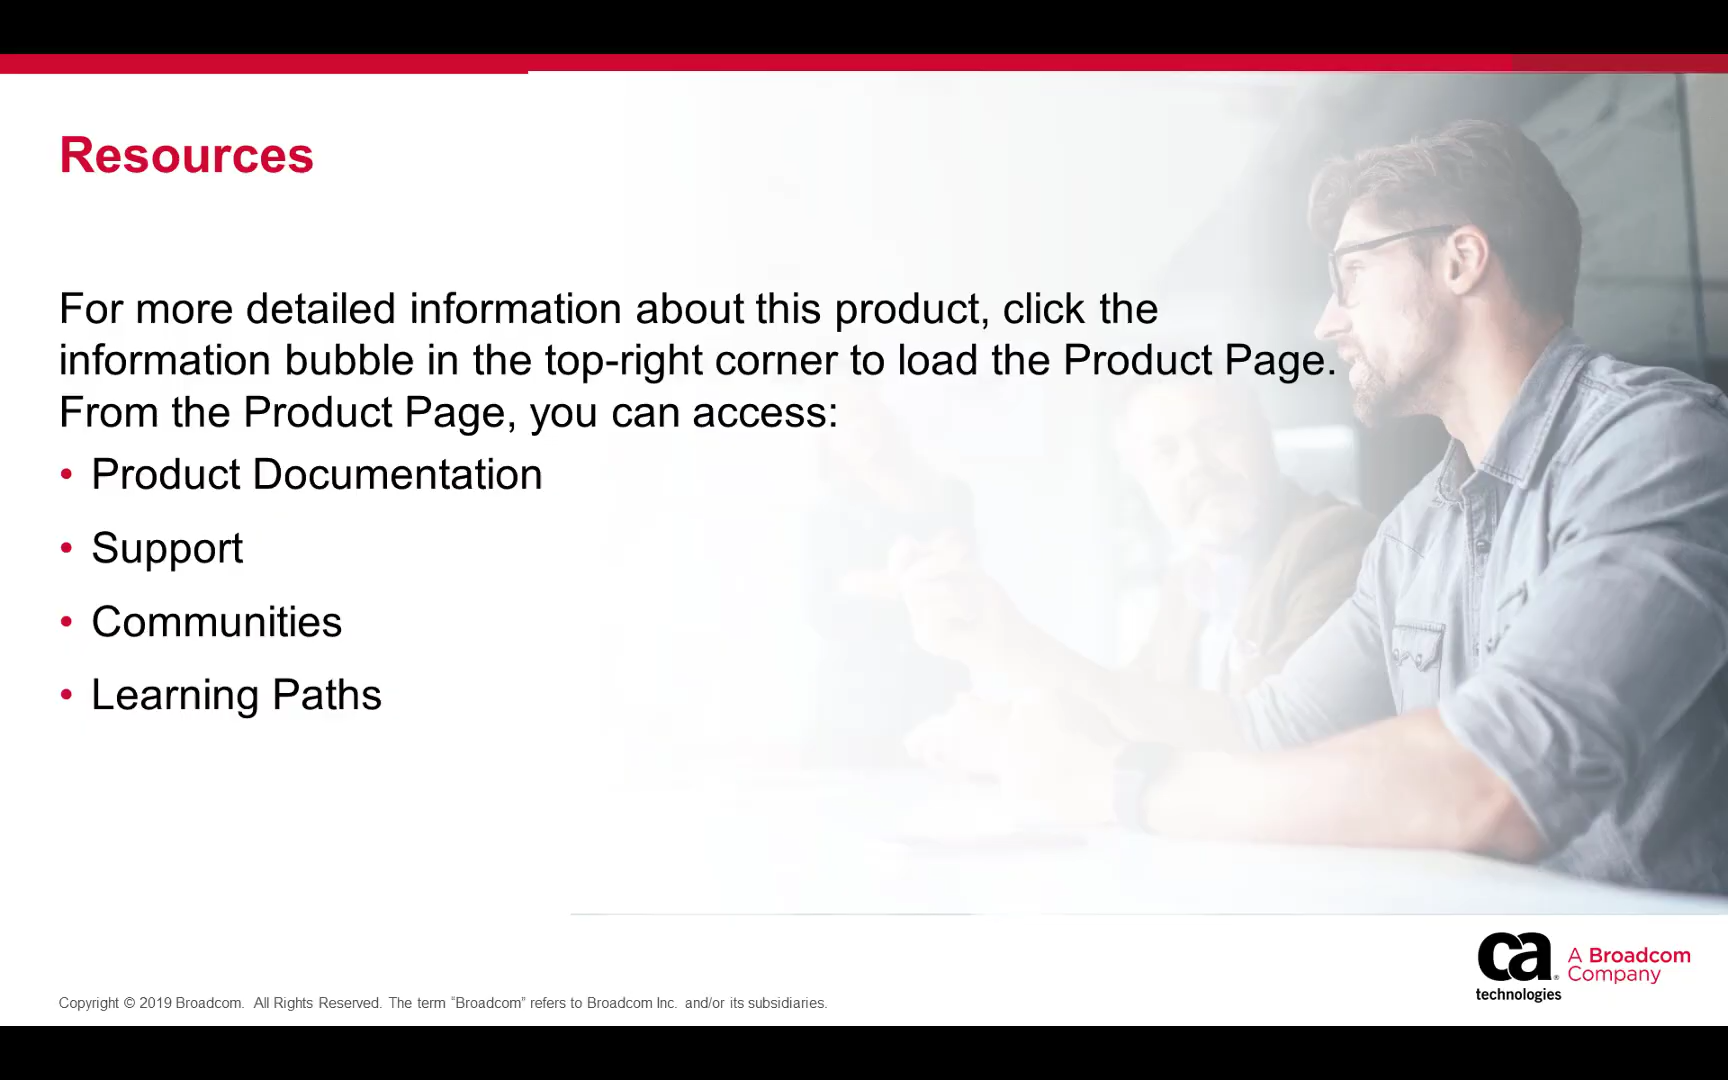 Resources
For more detailed information about this product, click the
information bubble in the top-right corner to load the Product Page.
From the Product Page, you can access:
• Product Documentation
• Support
• Communities
• Learning Paths
ca® technologies
A Broadcom
Company
Copyright © 2019 Broadcom. All Rights Reserved. The term “Broadcom” refers to Broadcom Inc. and/or its subsidiaries.